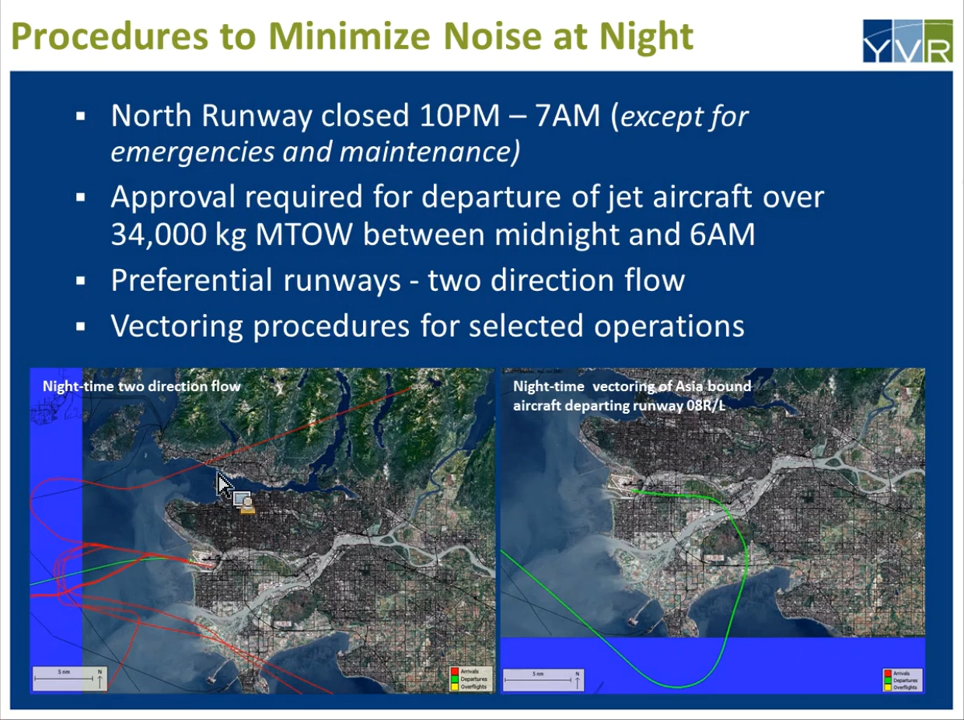 Procedures to Minimize Noise at Night
YVR
▪ North Runway closed 10PM – 7AM (except for
emergencies and maintenance)
▪ Approval required for departure of jet aircraft over
34,000 kg MTOW between midnight and 6AM
▪ Preferential runways - two direction flow
▪ Vectoring procedures for selected operations
Night-time two direction flow
5 nm
N
Arrivals
Departures
Overflights
Night-time vectoring of Asia bound
aircraft departing runway 08R/L
5 nm
N
Arrivals
Departures
Overflights